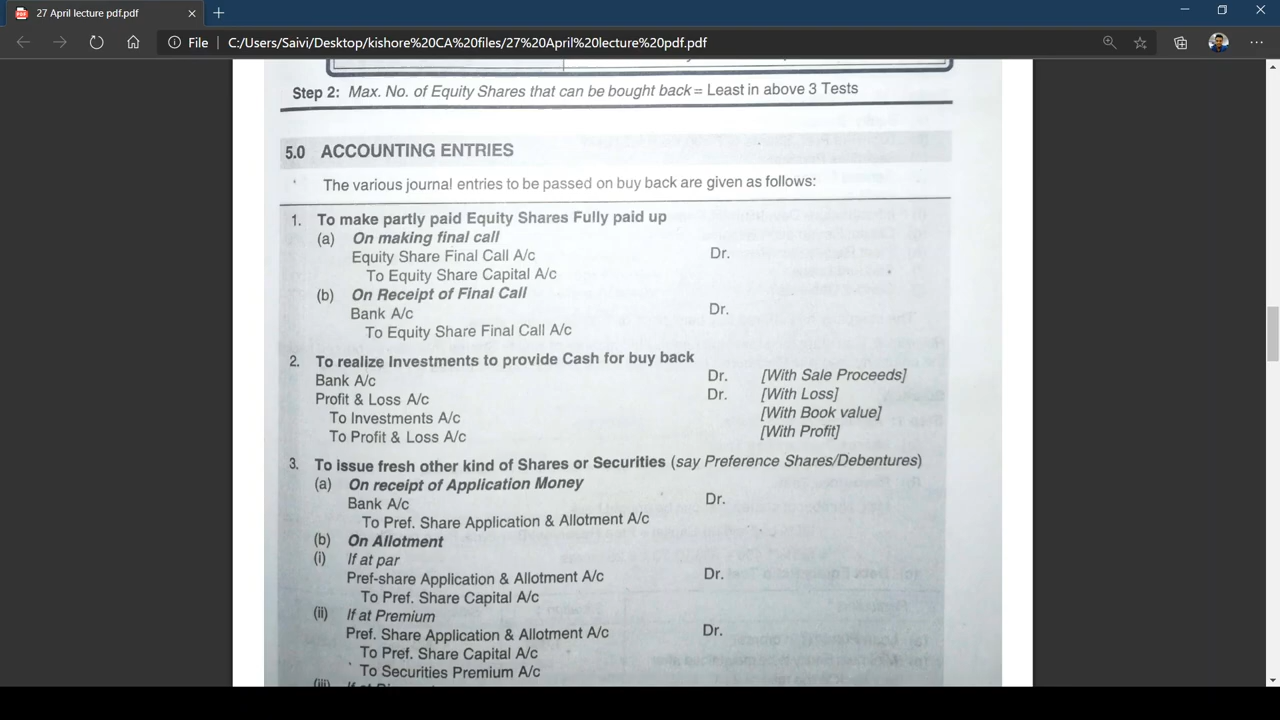 27 April lecture pdf.pdf
File
C:/Users/Saivi/Desktop/kishore%20CA%20files/27%20April%20lecture%20pdf.pdf
Step 2: Max. No. of Equity Shares that can be bought back = Least in above 3 Tests
5.0 ACCOUNTING ENTRIES
The various journal entries to be passed on buy back are given as follows:
1. To make partly paid Equity Shares Fully paid up
(a) On making final call
Equity Share Final Call A/c Dr.
To Equity Share Capital A/c
(b) On Receipt of Final Call
Bank A/c Dr.
To Equity Share Final Call A/c
2. To realize Investments to provide Cash for buy back
Bank A/c Dr. [With Sale Proceeds]
Profit & Loss A/c Dr. [With Loss]
To Investments A/c [With Book value]
To Profit & Loss A/c [With Profit]
3. To issue fresh other kind of Shares or Securities (say Preference Shares/Debentures)
(a) On receipt of Application Money
Bank A/c Dr.
To Pref. Share Application & Allotment A/c
(b) On Allotment
(i) If at par
Pref-share Application & Allotment A/c Dr.
To Pref. Share Capital A/c
(ii) If at Premium
Pref. Share Application & Allotment A/c Dr.
To Pref. Share Capital A/c
To Securities Premium A/c